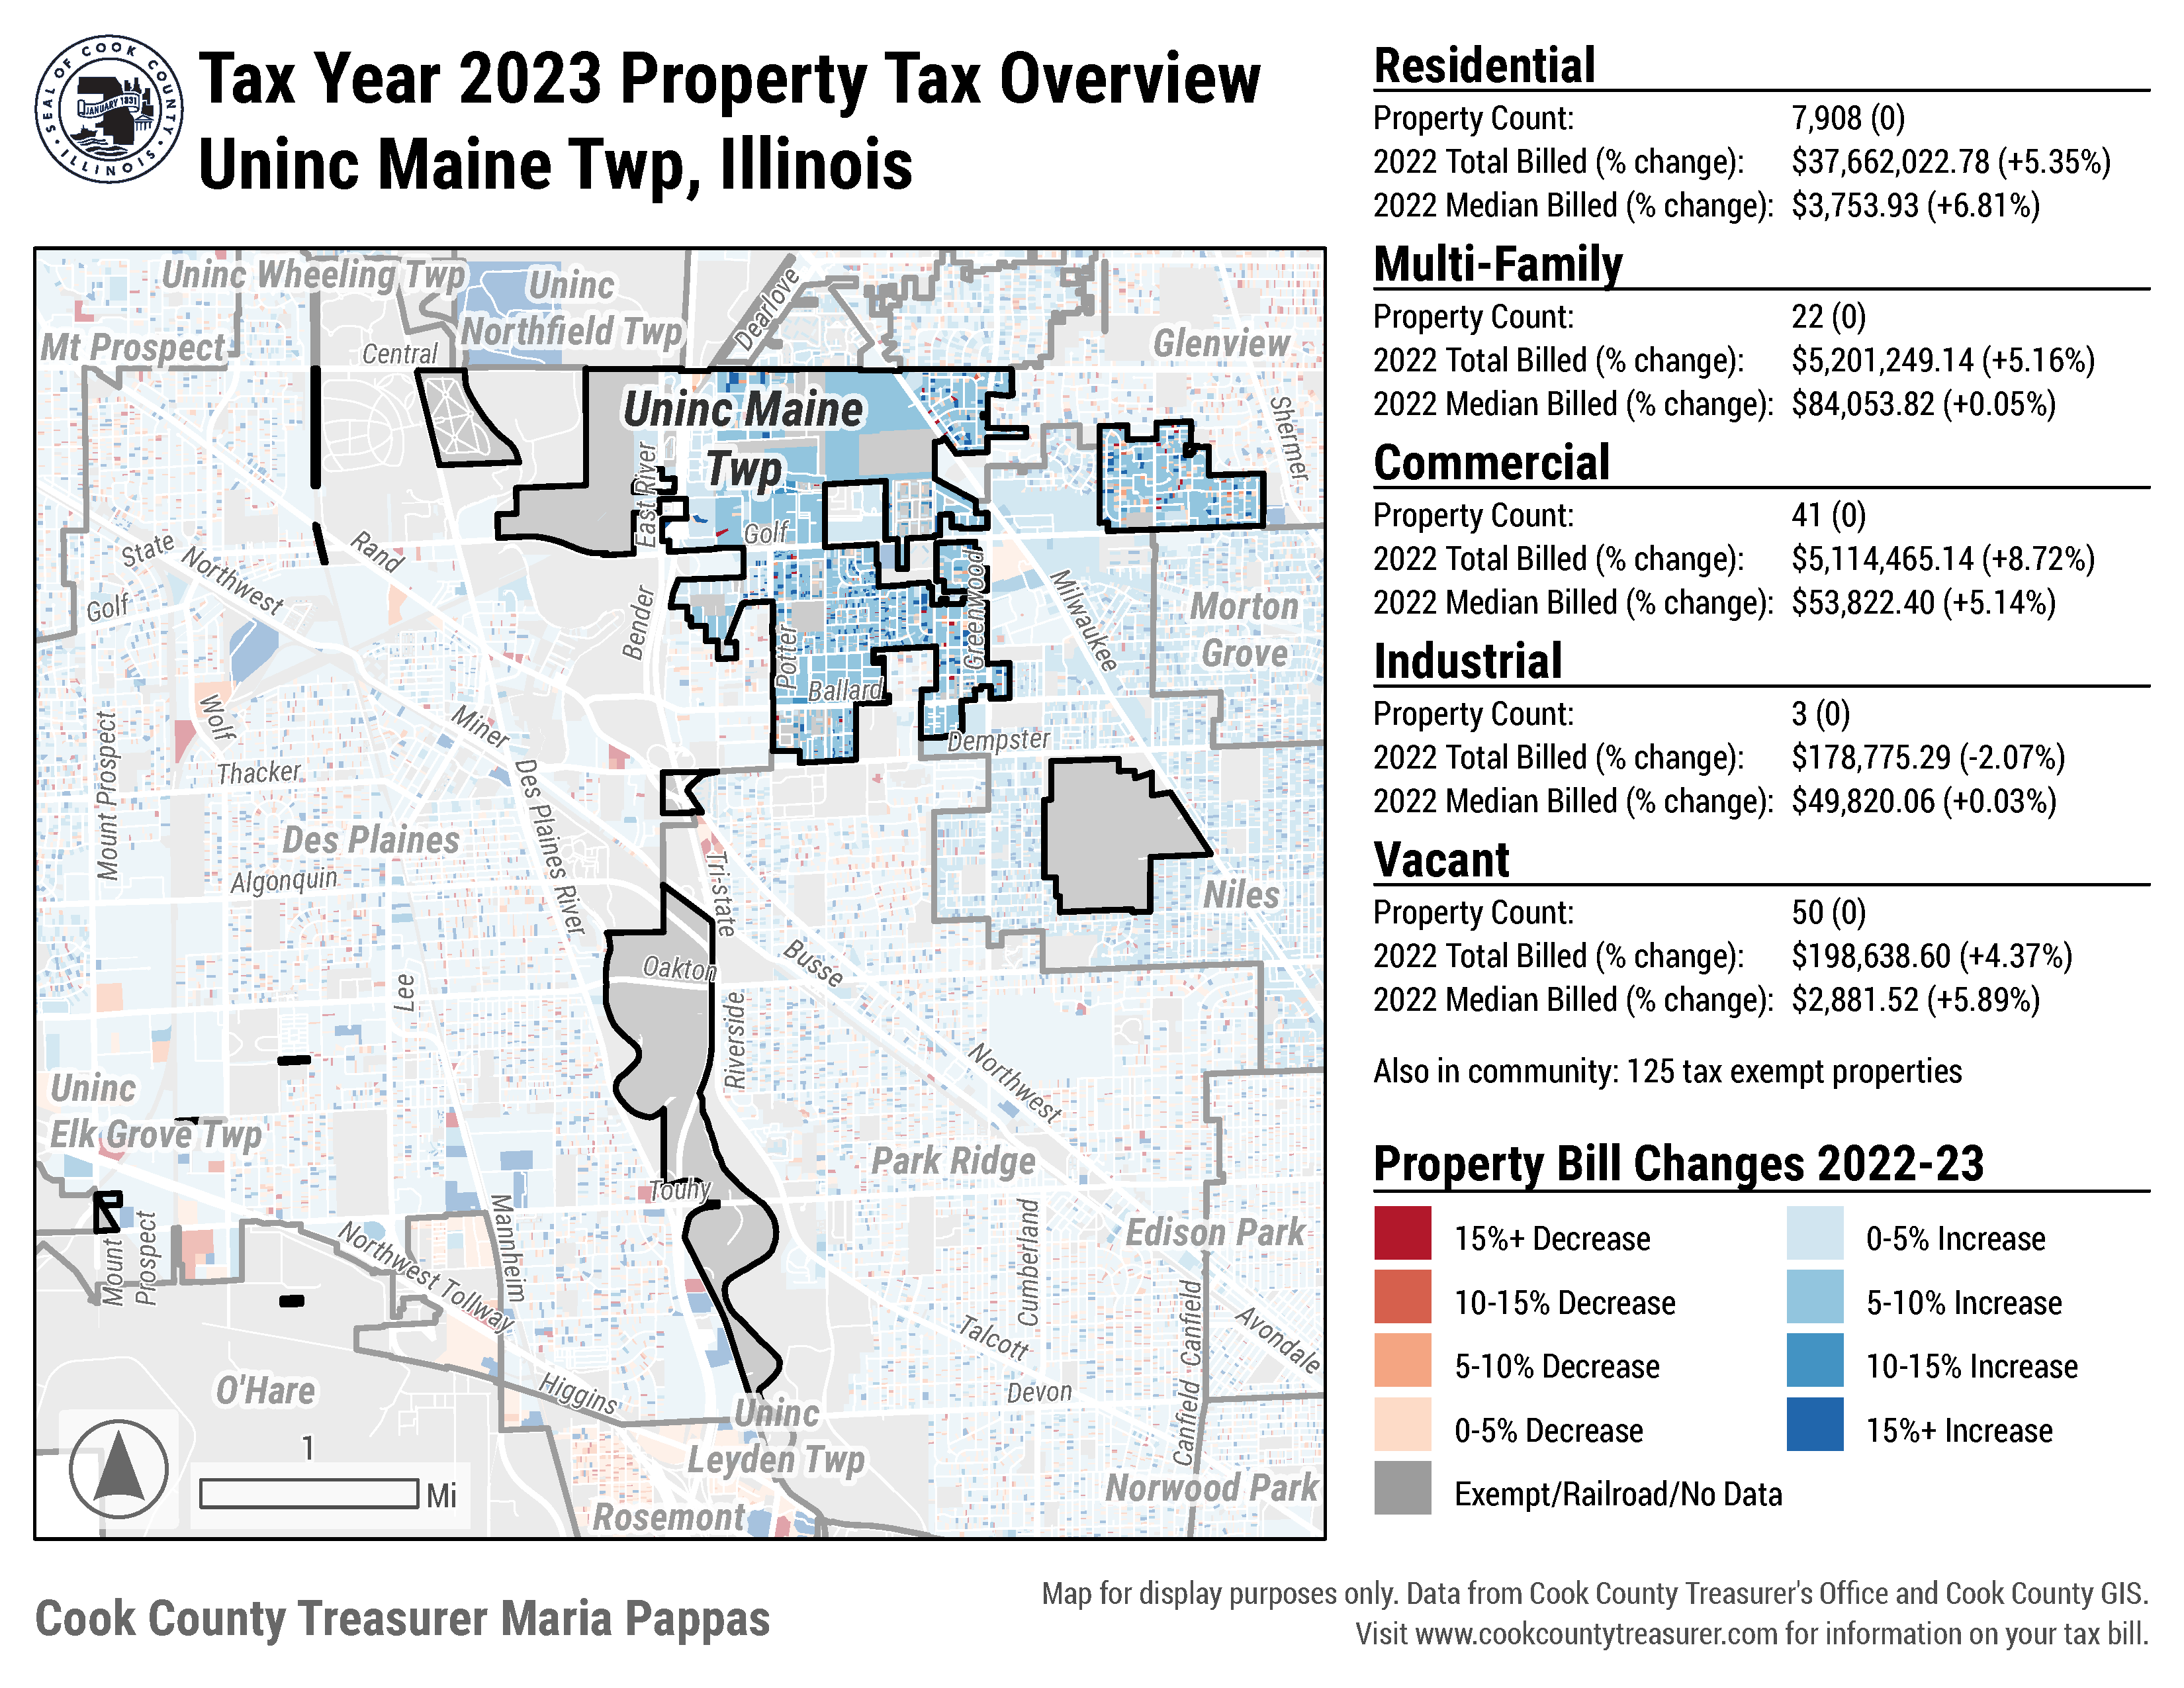 SEAL OF COOK COUNTY
JANUARY 1831
• ILLINOIS •
Tax Year 2023 Property Tax Overview
Uninc Maine Twp, Illinois
Residential
Property Count: 7,908 (0)
2022 Total Billed (% change): $37,662,022.78 (+5.35%)
2022 Median Billed (% change): $3,753.93 (+6.81%)
Multi-Family
Property Count: 22 (0)
2022 Total Billed (% change): $5,201,249.14 (+5.16%)
2022 Median Billed (% change): $84,053.82 (+0.05%)
Commercial
Property Count: 41 (0)
2022 Total Billed (% change): $5,114,465.14 (+8.72%)
2022 Median Billed (% change): $53,822.40 (+5.14%)
Industrial
Property Count: 3 (0)
2022 Total Billed (% change): $178,775.29 (-2.07%)
2022 Median Billed (% change): $49,820.06 (+0.03%)
Vacant
Property Count: 50 (0)
2022 Total Billed (% change): $198,638.60 (+4.37%)
2022 Median Billed (% change): $2,881.52 (+5.89%)
Also in community: 125 tax exempt properties
Property Bill Changes 2022-23
15%+ Decrease
10-15% Decrease
5-10% Decrease
0-5% Decrease
Exempt/Railroad/No Data
0-5% Increase
5-10% Increase
10-15% Increase
15%+ Increase
Uninc Wheeling Twp
Uninc
Northfield Twp
Dearlove
Mt Prospect
Central
Glenview
Uninc Maine
Twp
Shermer
East River
Golf
State
Northwest
Rand
Golf
Bender
Potter
Greenwood
Milwaukee
Morton
Grove
Ballard
Wolf
Miner
Dempster
Mount Prospect
Thacker
Des Plaines River
Des Plaines
Algonquin
Tri-state
Niles
Oakton
Busse
Lee
Riverside
Northwest
Uninc
Elk Grove Twp
Park Ridge
Touhy
Mannheim
Cumberland
Edison Park
Mount
Prospect
Northwest Tollway
Canfield
Avondale
Talcott
O'Hare
Higgins
Devon
Canfield
Uninc
Leyden Twp
Norwood Park
Rosemont
1
Mi
Cook County Treasurer Maria Pappas
Map for display purposes only. Data from Cook County Treasurer's Office and Cook County GIS.
Visit www.cookcountytreasurer.com for information on your tax bill.